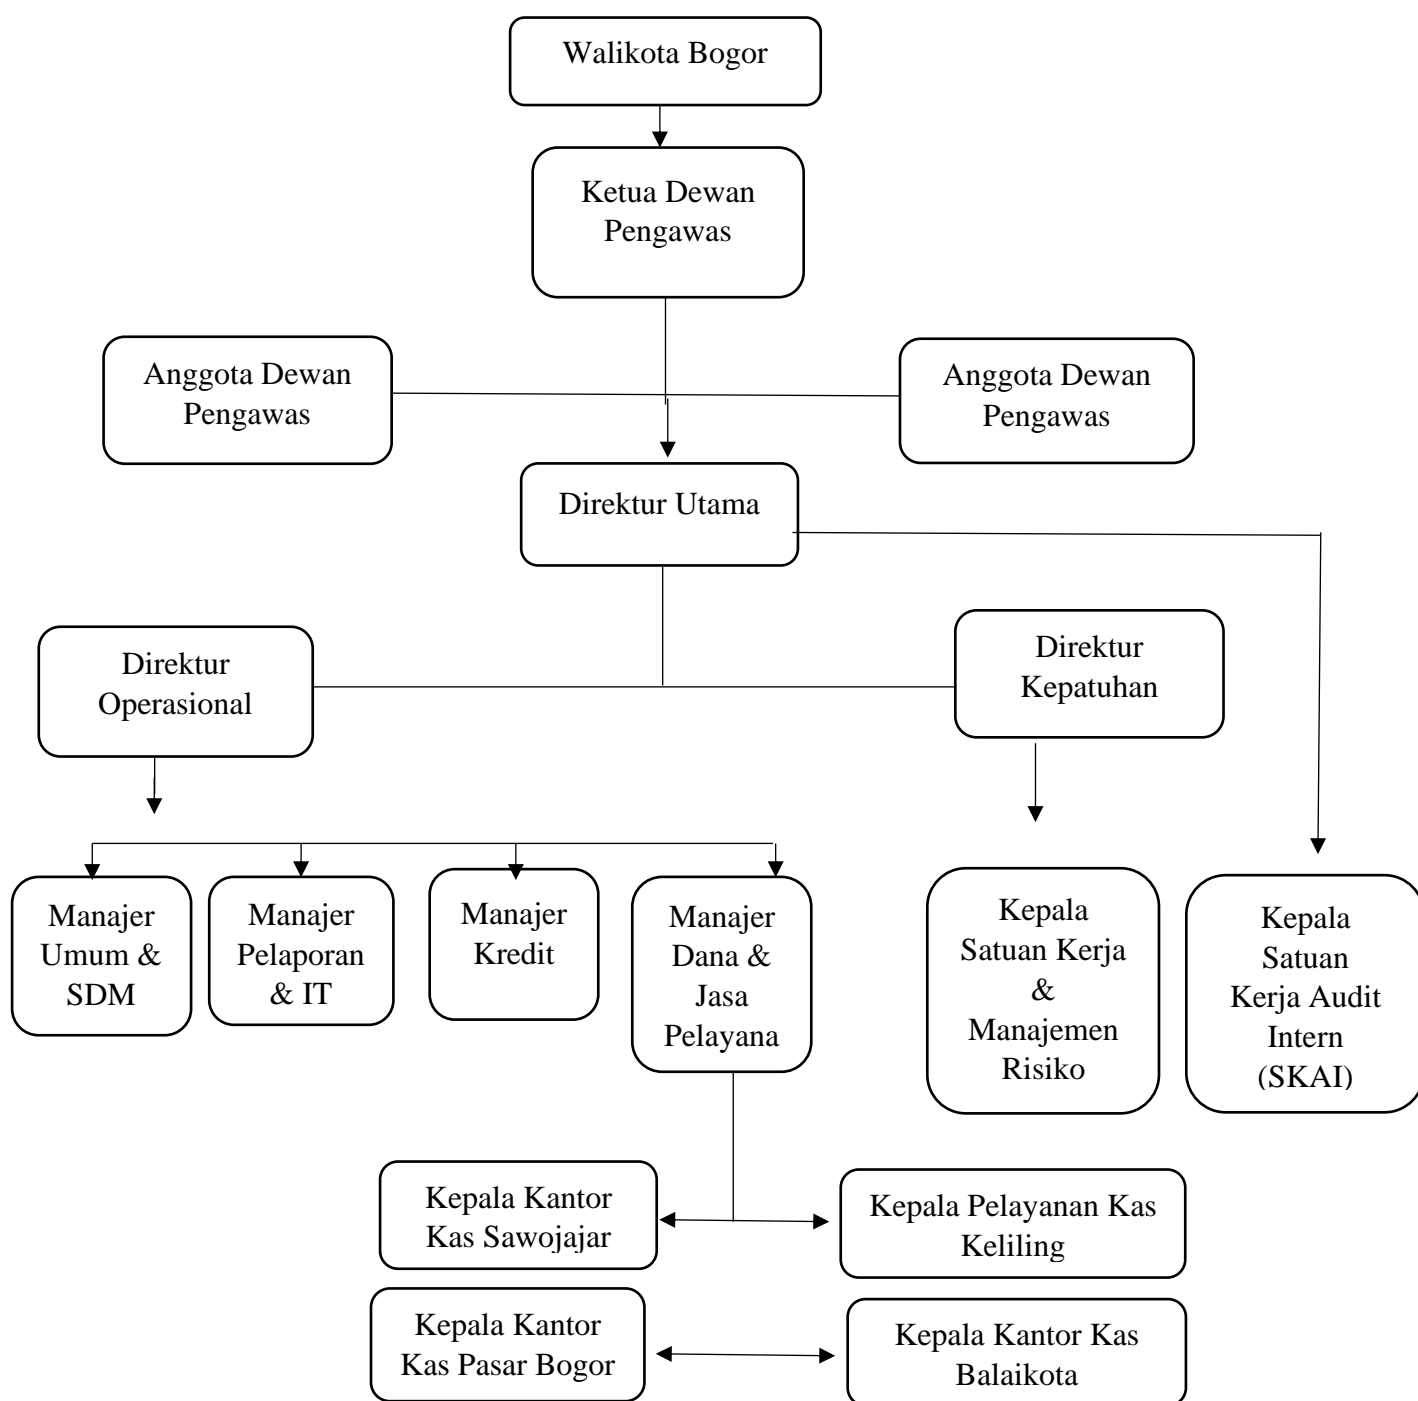 Walikota Bogor
Ketua Dewan
Pengawas
Anggota Dewan
Pengawas
Anggota Dewan
Pengawas
Direktur Utama
Direktur
Operasional
Direktur
Kepatuhan
Manajer
Umum &
SDM
Manajer
Pelaporan
& IT
Manajer
Kredit
Manajer
Dana &
Jasa
Pelayana
Kepala
Satuan Kerja
&
Manajemen
Risiko
Kepala
Satuan
Kerja Audit
Intern
(SKAI)
Kepala Kantor
Kas Sawojajar
Kepala Pelayanan Kas
Keliling
Kepala Kantor
Kas Pasar Bogor
Kepala Kantor Kas
Balaikota